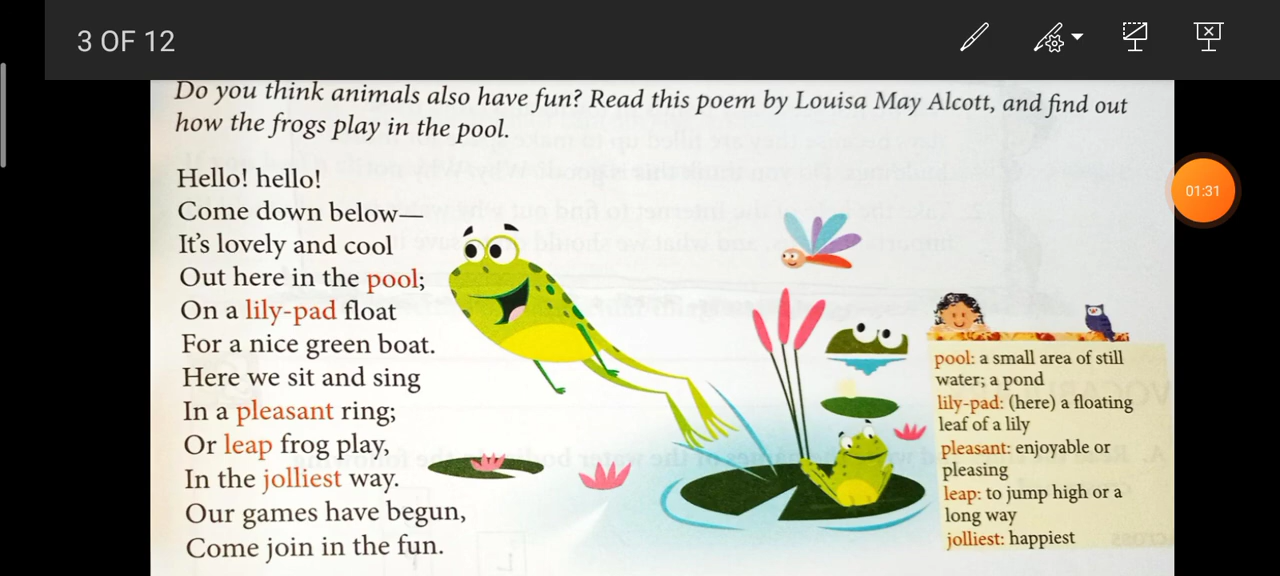 3 OF 12
01:31
Do you think animals also have fun? Read this poem by Louisa May Alcott, and find out
how the frogs play in the pool.
Hello! hello!
Come down below—
It's lovely and cool
Out here in the pool;
On a lily-pad float
For a nice green boat.
Here we sit and sing
In a pleasant ring;
Or leap frog play,
In the jolliest way.
Our games have begun,
Come join in the fun.
pool: a small area of still
water; a pond
lily-pad: (here) a floating
leaf of a lily
pleasant: enjoyable or
pleasing
leap: to jump high or a
long way
jolliest: happiest